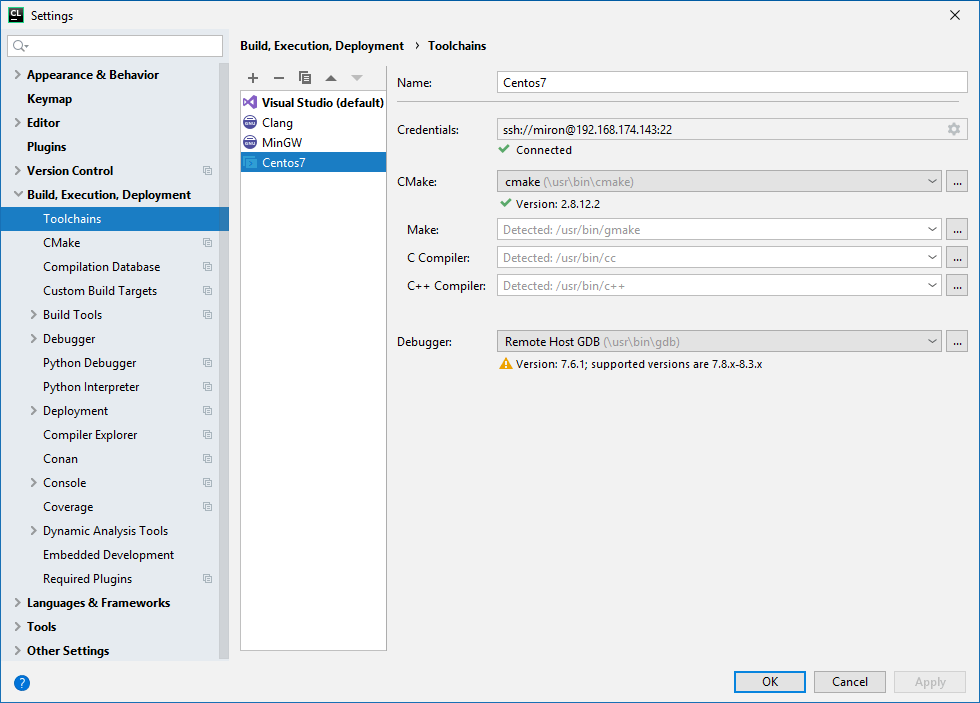 CL Settings
Build, Execution, Deployment › Toolchains
Appearance & Behavior
Keymap
Editor
Plugins
Version Control
Build, Execution, Deployment
Toolchains
CMake
Compilation Database
Custom Build Targets
Build Tools
Debugger
Python Debugger
Python Interpreter
Deployment
Compiler Explorer
Conan
Console
Coverage
Dynamic Analysis Tools
Embedded Development
Required Plugins
Languages & Frameworks
Tools
Other Settings
Visual Studio (default)
GNU Clang
GNU MinGW
Centos7
Name: Centos7
Credentials: ssh://miron@192.168.174.143:22
Connected
CMake: cmake (\usr\bin\cmake) ...
Version: 2.8.12.2
Make: Detected: /usr/bin/gmake ...
C Compiler: Detected: /usr/bin/cc ...
C++ Compiler: Detected: /usr/bin/c++ ...
Debugger: Remote Host GDB (\usr\bin\gdb) ...
Version: 7.6.1; supported versions are 7.8.x-8.3.x
? OK Cancel Apply